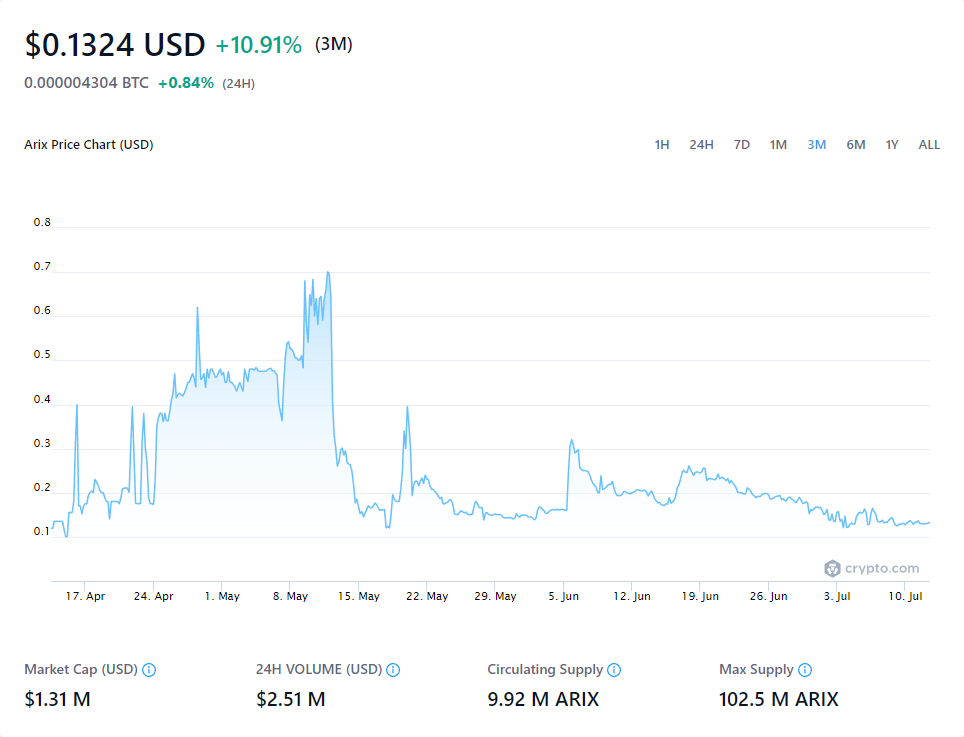 $0.1324 USD +10.91% (3M)
0.000004304 BTC +0.84% (24H)
Arix Price Chart (USD)
1H 24H 7D 1M 3M 6M 1Y ALL
0.8
0.7
0.6
0.5
0.4
0.3
0.2
0.1
crypto.com
17. Apr 24. Apr 1. May 8. May 15. May 22. May 29. May 5. Jun 12. Jun 19. Jun 26. Jun 3. Jul 10. Jul
Market Cap (USD) 24H VOLUME (USD) Circulating Supply Max Supply
$1.31 M $2.51 M 9.92 M ARIX 102.5 M ARIX